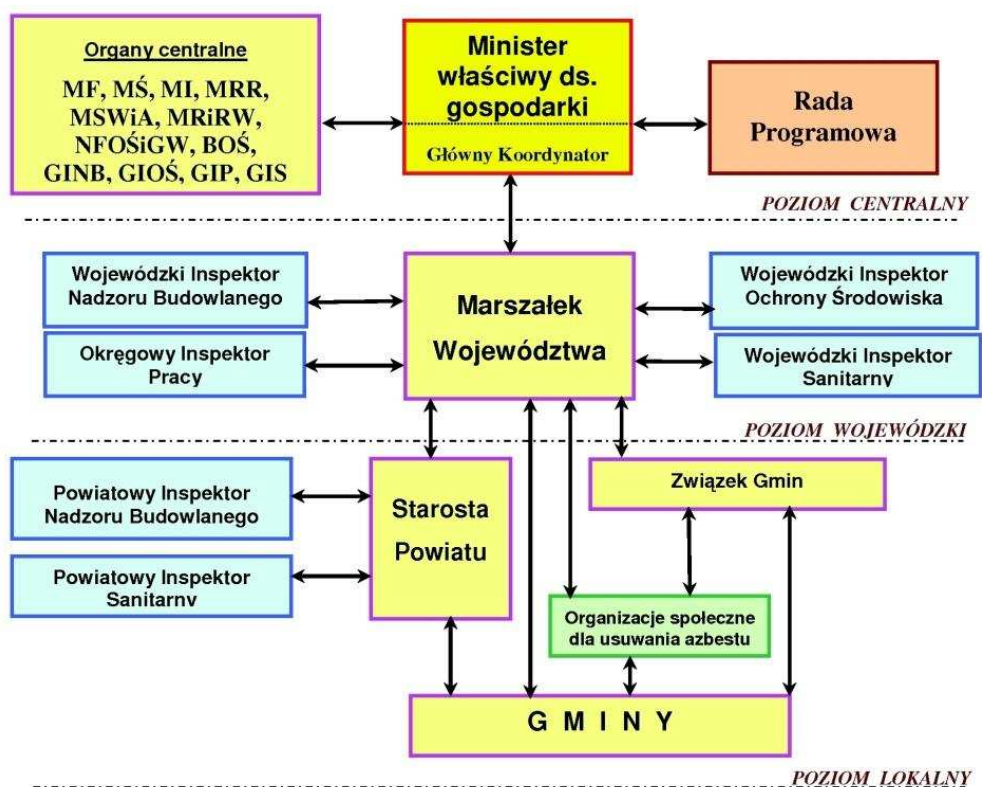 Organy centralne
MF, MŚ, MI, MRR,
MSWiA, MRiRW,
NFOŚiGW, BOŚ,
GINB, GIOŚ, GIP, GIS
Minister
właściwy ds.
gospodarki
Główny Koordynator
Rada
Programowa
POZIOM CENTRALNY
Wojewódzki Inspektor
Nadzoru Budowlanego
Okręgowy Inspektor
Pracy
Marszałek
Województwa
Wojewódzki Inspektor
Ochrony Środowiska
Wojewódzki Inspektor
Sanitarny
POZIOM WOJEWÓDZKI
Powiatowy Inspektor
Nadzoru Budowlanego
Powiatowy Inspektor
Sanitarny
Starosta
Powiatu
Związek Gmin
Organizacje społeczne
dla usuwania azbestu
G M I N Y
POZIOM LOKALNY